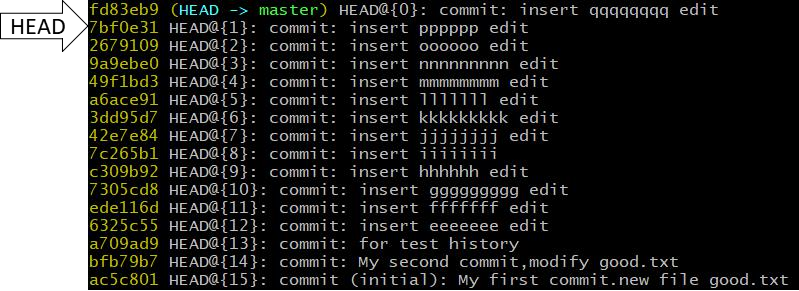 fd83eb9 (HEAD -> master) HEAD@{0}: commit: insert qqqqqqqq edit
HEAD
7bf0e31 HEAD@{1}: commit: insert pppppp edit
2679109 HEAD@{2}: commit: insert oooooo edit
9a9ebe0 HEAD@{3}: commit: insert nnnnnnnnn edit
49f1bd3 HEAD@{4}: commit: insert mmmmmmmmm edit
a6ace91 HEAD@{5}: commit: insert lllllll edit
3dd95d7 HEAD@{6}: commit: insert kkkkkkkkk edit
42e7e84 HEAD@{7}: commit: insert jjjjjjjj edit
7c265b1 HEAD@{8}: commit: insert iiiiiiii
c309b92 HEAD@{9}: commit: insert hhhhhh edit
7305cd8 HEAD@{10}: commit: insert ggggggggg edit
ede116d HEAD@{11}: commit: insert fffffff edit
6325c55 HEAD@{12}: commit: insert eeeeeee edit
a709ad9 HEAD@{13}: commit: for test history
bfb79b7 HEAD@{14}: commit: My second commit,modify good.txt
ac5c801 HEAD@{15}: commit (initial): My first commit.new file good.txt